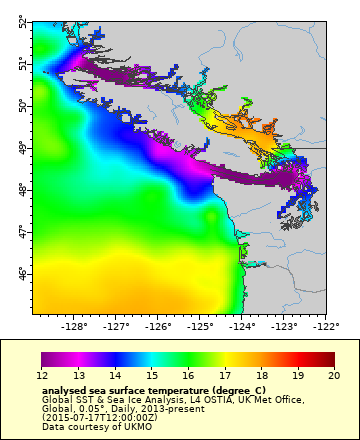 52°
51°
50°
49°
48°
47°
46°
-128° -127° -126° -125° -124° -123° -122°
12 13 14 15 16 17 18 19 20
analysed sea surface temperature (degree_C)
Global SST & Sea Ice Analysis, L4 OSTIA, UK Met Office,
Global, 0.05°, Daily, 2013-present
(2015-07-17T12:00:00Z)
Data courtesy of UKMO